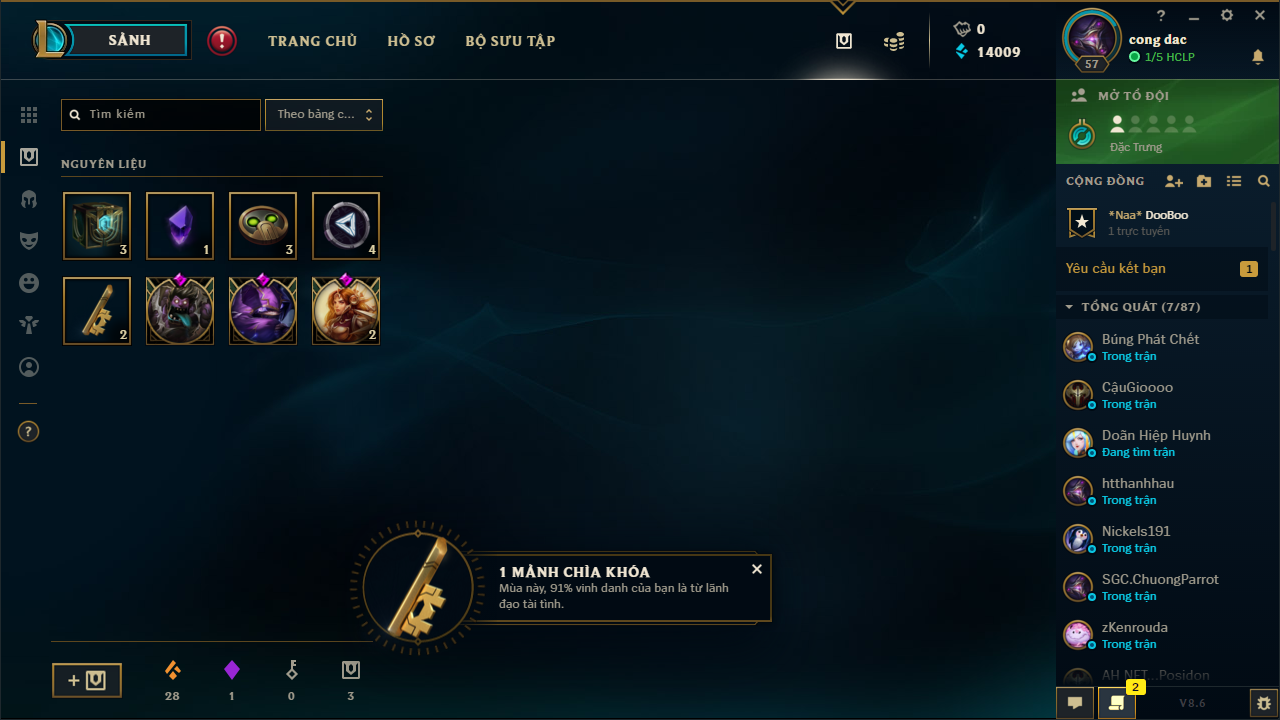 SẢNH
TRANG CHỦ
HỒ SƠ
BỘ SƯU TẬP
0
14009
57
cong dac
1/5 HCLP
MỞ TỔ ĐỘI
Đặc Trưng
Tìm kiếm
Theo bảng c...
NGUYÊN LIỆU
3
1
3
4
2
2
1 MẢNH CHÌA KHÓA
Mùa này, 91% vinh danh của bạn là từ lãnh
đạo tài tình.
28
1
0
3
CỘNG ĐỒNG
*Naa* DooBoo
1 trực tuyến
Yêu cầu kết bạn
1
TỔNG QUÁT (7/87)
Búng Phát Chết
Trong trận
CậuGioooo
Trong trận
Doãn Hiệp Huynh
Đang tìm trận
htthanhhau
Trong trận
Nickels191
Trong trận
SGC.ChuongParrot
Trong trận
zKenrouda
Trong trận
AH NFT...Posidon
2
V8.6